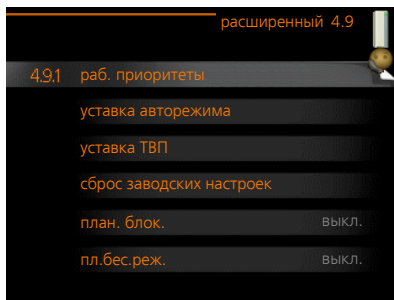 расширенный 4.9
4.9.1 раб. приоритеты
уставка авторежима
уставка ТВП
сброс заводских настроек
план. блок. выкл.
пл.бес.реж. выкл.